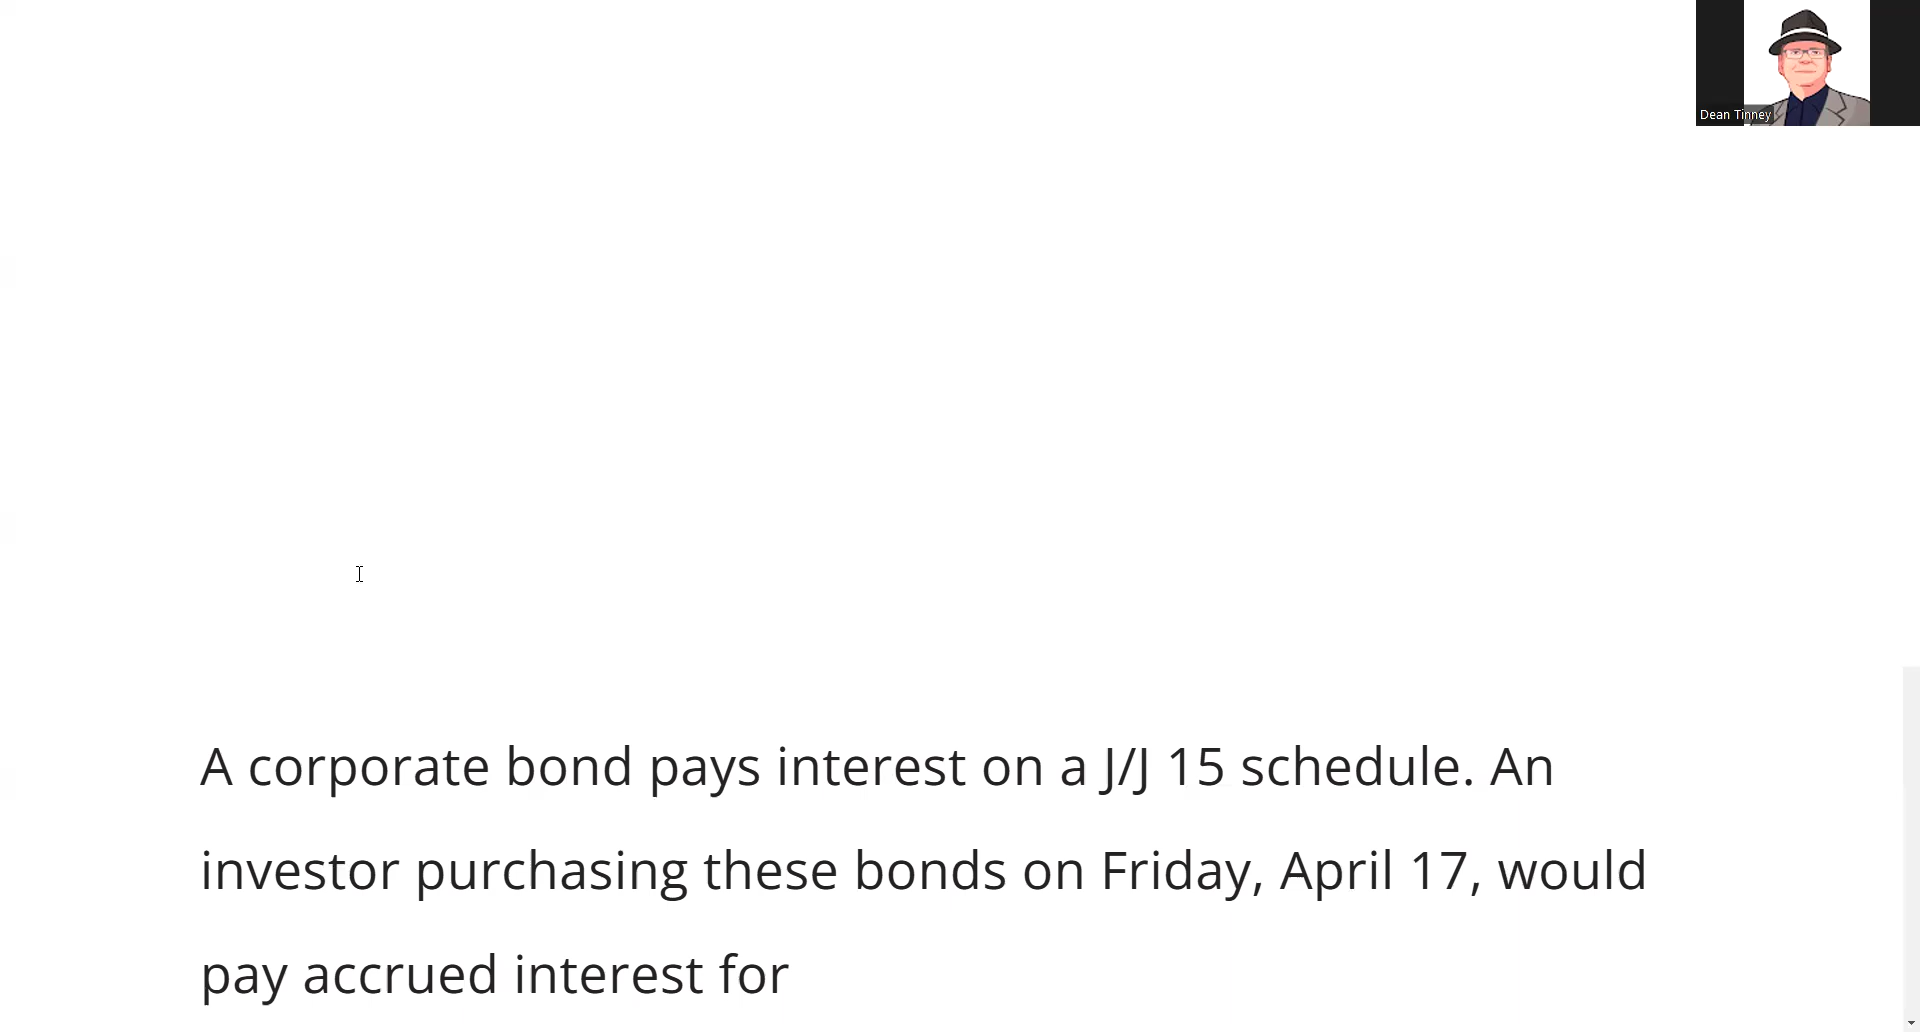 Dean Tinney
A corporate bond pays interest on a J/J 15 schedule. An
investor purchasing these bonds on Friday, April 17, would
pay accrued interest for